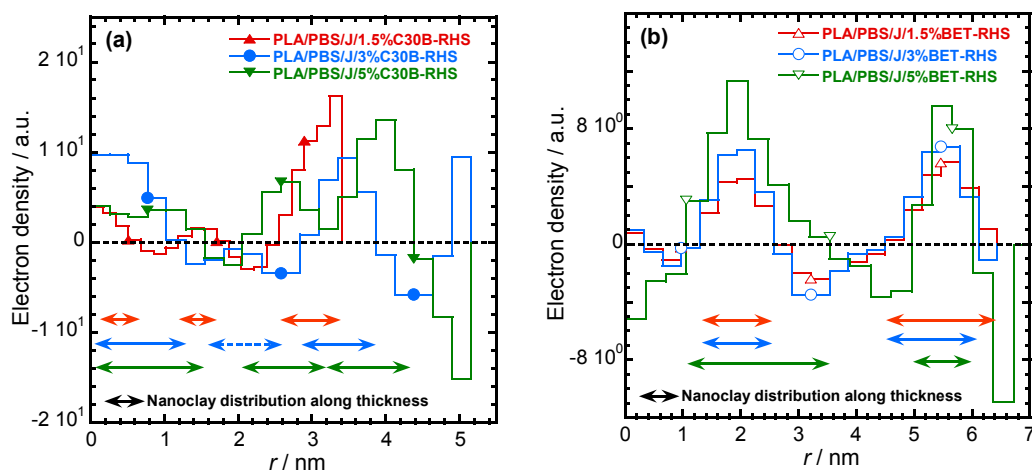 (a)
PLA/PBS/J/1.5%C30B-RHS
PLA/PBS/J/3%C30B-RHS
PLA/PBS/J/5%C30B-RHS
Electron density / a.u.
2 10¹
1 10¹
0
-1 10¹
-2 10¹
Nanoclay distribution along thickness
0 1 2 3 4 5
r / nm
(b)
PLA/PBS/J/1.5%BET-RHS
PLA/PBS/J/3%BET-RHS
PLA/PBS/J/5%BET-RHS
Electron density / a.u.
8 10⁰
0
-8 10⁰
Nanoclay distribution along thickness
0 1 2 3 4 5 6 7
r / nm